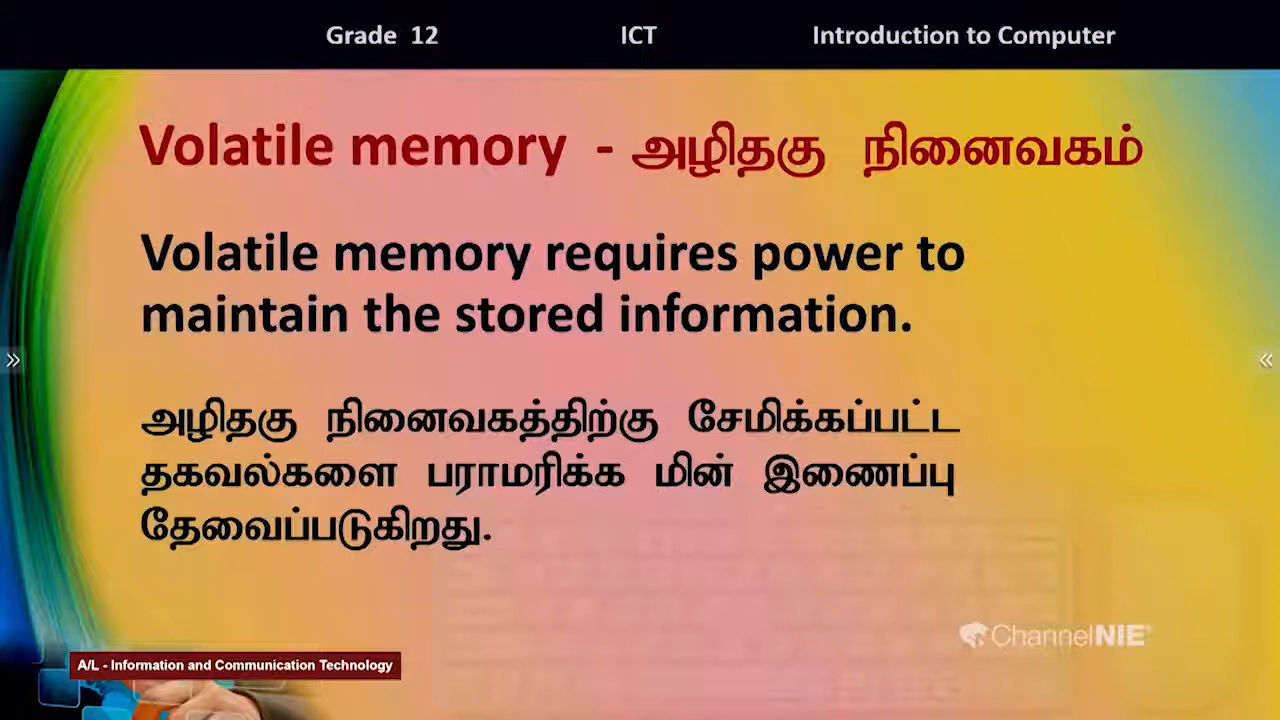 Grade 12 ICT Introduction to Computer
Volatile memory - அழிதகு நினைவகம்
Volatile memory requires power to
maintain the stored information.
அழிதகு நினைவகத்திற்கு சேமிக்கப்பட்ட
தகவல்களை பராமரிக்க மின் இணைப்பு
தேவைப்படுகிறது.
ChannelNIE
A/L - Information and Communication Technology